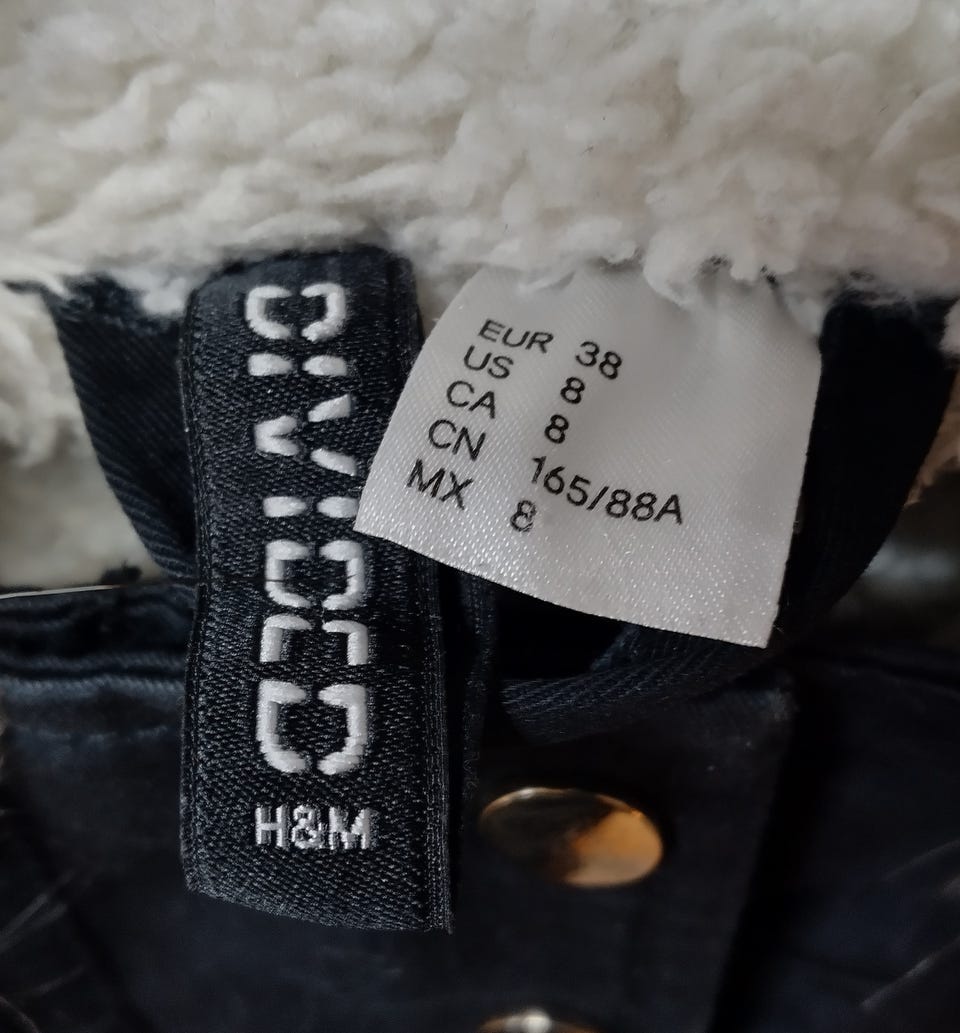 DIVIDED
H&M
EUR 38
US 8
CA 8
CN 165/88A
MX 8